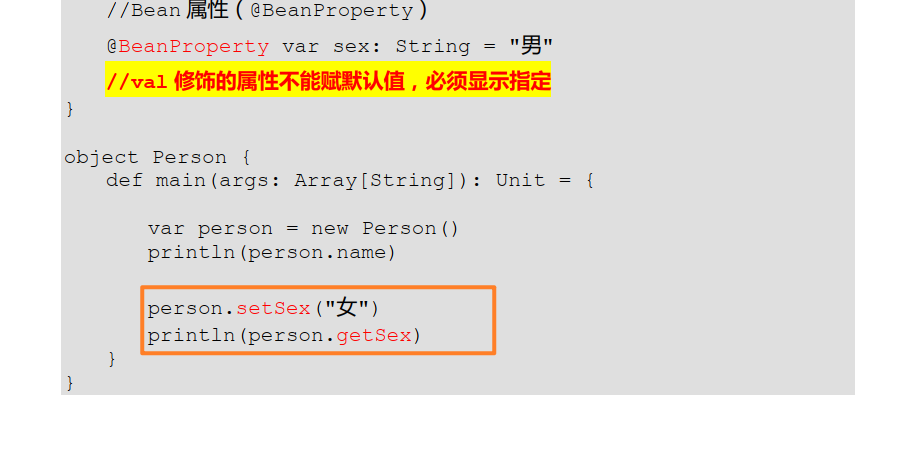 //Bean 属性（@BeanProperty）
@BeanProperty var sex: String = "男"
//val 修饰的属性不能赋默认值，必须显示指定
}
object Person {
def main(args: Array[String]): Unit = {
var person = new Person()
println(person.name)
person.setSex("女")
println(person.getSex)
}
}